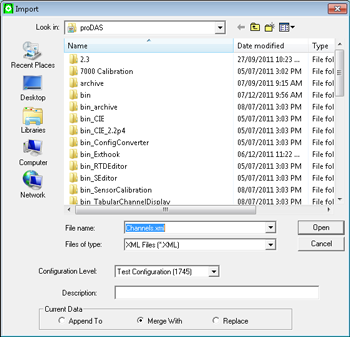 Import
Look in: proDAS
Recent Places
Desktop
Libraries
Computer
Network
Name Date modified Type
2.3 27/09/2011 10:23 ... File fol
7000 Calibration 05/07/2011 3:02 PM File fol
archive 07/09/2011 9:15 AM File fol
bin 07/12/2011 9:56 AM File fol
bin_archive 08/07/2011 3:03 PM File fol
bin_CIE 05/07/2011 3:03 PM File fol
bin_CIE_2.2p4 05/07/2011 3:03 PM File fol
bin_ConfigConverter 05/07/2011 3:03 PM File fol
bin_Exthook 06/12/2011 11:22 ... File fol
bin_RTDEditor 05/07/2011 3:03 PM File fol
bin_SEditor 05/07/2011 3:03 PM File fol
bin_SensorCalibration 05/07/2011 3:03 PM File fol
bin_TabularChannelDisplay 05/07/2011 3:03 PM File fol
File name: Channels.xml Open
Files of type: XML Files (*.XML) Cancel
Configuration Level: Test Configuration (1745)
Description:
Current Data
Append To Merge With Replace